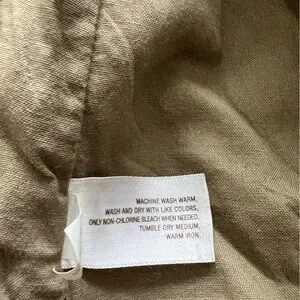 MACHINE WASH WARM,
WASH AND DRY WITH LIKE COLORS,
ONLY NON-CHLORINE BLEACH WHEN NEEDED,
TUMBLE DRY MEDIUM,
WARM IRON.